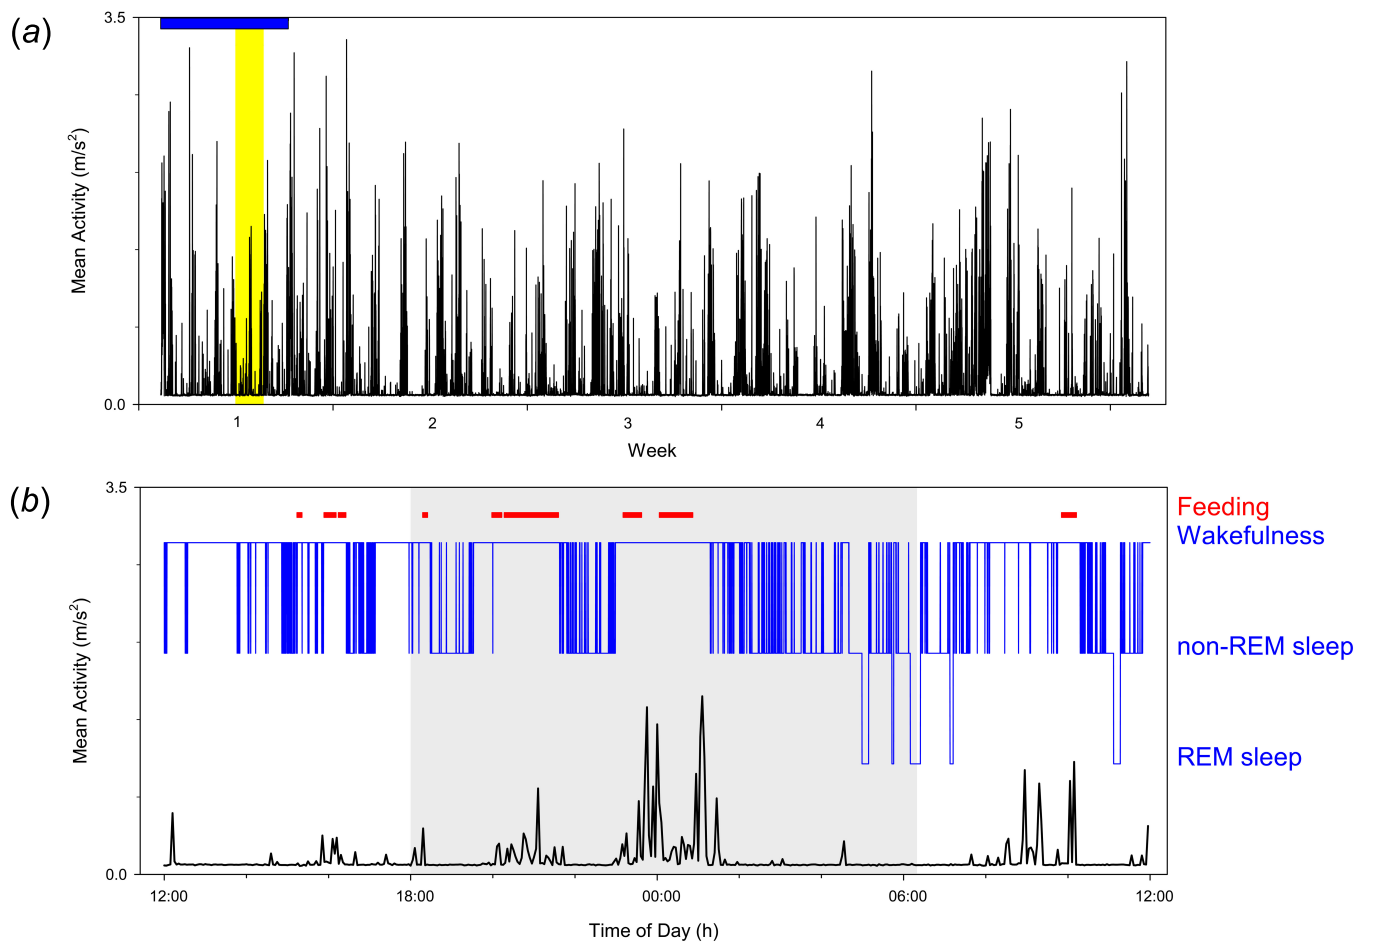 (a)
3.5
Mean Activity (m/s²)
0.0
1 2 3 4 5
Week
(b)
3.5
Feeding
Wakefulness
non-REM sleep
REM sleep
Mean Activity (m/s²)
0.0
12:00 18:00 00:00 06:00 12:00
Time of Day (h)